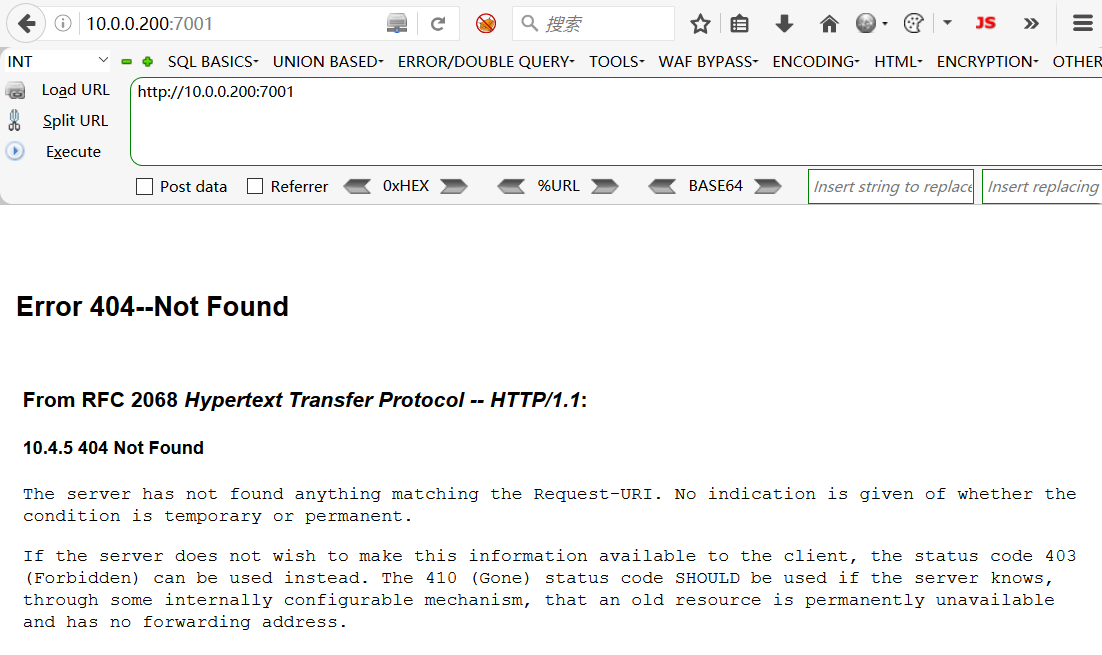 10.0.0.200:7001
搜索
JS
INT
SQL BASICS
UNION BASED
ERROR/DOUBLE QUERY
TOOLS
WAF BYPASS
ENCODING
HTML
ENCRYPTION
OTHER
Load URL
http://10.0.0.200:7001
Split URL
Execute
Post data
Referrer
0xHEX
%URL
BASE64
Insert string to replace
Insert replacing
Error 404--Not Found
From RFC 2068 Hypertext Transfer Protocol -- HTTP/1.1:
10.4.5 404 Not Found
The server has not found anything matching the Request-URI. No indication is given of whether the
condition is temporary or permanent.
If the server does not wish to make this information available to the client, the status code 403
(Forbidden) can be used instead. The 410 (Gone) status code SHOULD be used if the server knows,
through some internally configurable mechanism, that an old resource is permanently unavailable
and has no forwarding address.